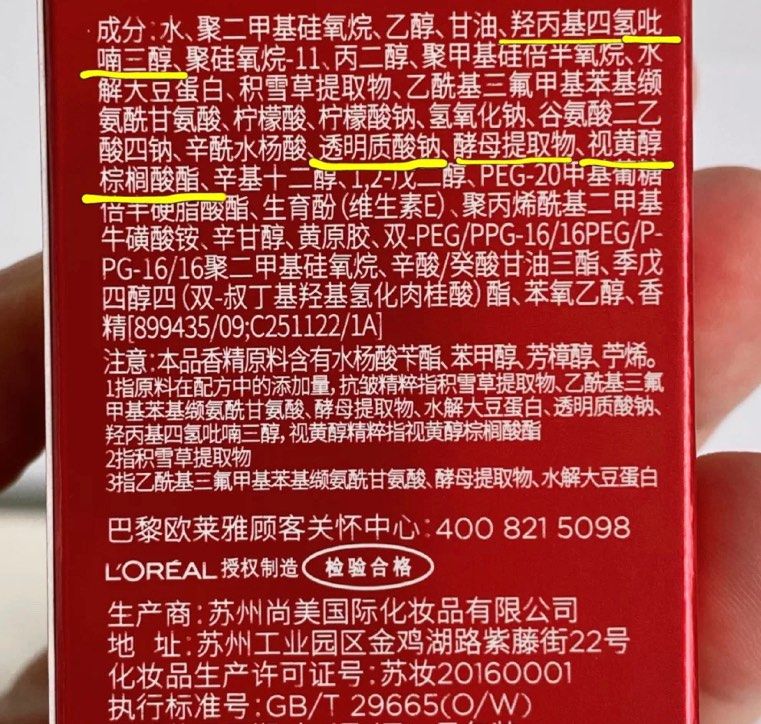 成分:水、聚二甲基硅氧烷、乙醇、甘油、羟丙基四氢吡
喃三醇、聚硅氧烷-11、丙二醇、聚甲基硅倍半氧烷、水
解大豆蛋白、积雪草提取物、乙酰基三氟甲基苯基缬
氨酰甘氨酸、柠檬酸、柠檬酸钠、氢氧化钠、谷氨酸二乙
酸四钠、辛酰水杨酸、透明质酸钠、酵母提取物、视黄醇
棕榈酸酯、辛基十二醇、1,2-戊二醇、PEG-20甲基葡糖
倍半硬脂酸酯、生育酚(维生素E)、聚丙烯酰基二甲基
牛磺酸铵、辛甘醇、黄原胶、双-PEG/PPG-16/16PEG/P-
PG-16/16聚二甲基硅氧烷、辛酸/癸酸甘油三酯、季戊
四醇四(双-叔丁基羟基氢化肉桂酸)酯、苯氧乙醇、香
精[899435/09;C251122/1A]
注意:本品香精原料含有水杨酸苄酯、苯甲醇、芳樟醇、苧烯。
1指原料在配方中的添加量,抗皱精粹指积雪草提取物、乙酰基三氟
甲基苯基缬氨酰甘氨酸、酵母提取物、水解大豆蛋白、透明质酸钠、
羟丙基四氢吡喃三醇,视黄醇精粹指视黄醇棕榈酸酯
2指积雪草提取物
3指乙酰基三氟甲基苯基缬氨酰甘氨酸、酵母提取物、水解大豆蛋白
巴黎欧莱雅顾客关怀中心:400 821 5098
L'ORÉAL 授权制造 检验合格
生产商:苏州尚美国际化妆品有限公司
地 址:苏州工业园区金鸡湖路紫藤街22号
化妆品生产许可证号:苏妆20160001
执行标准号:GB/T 29665(O/W)